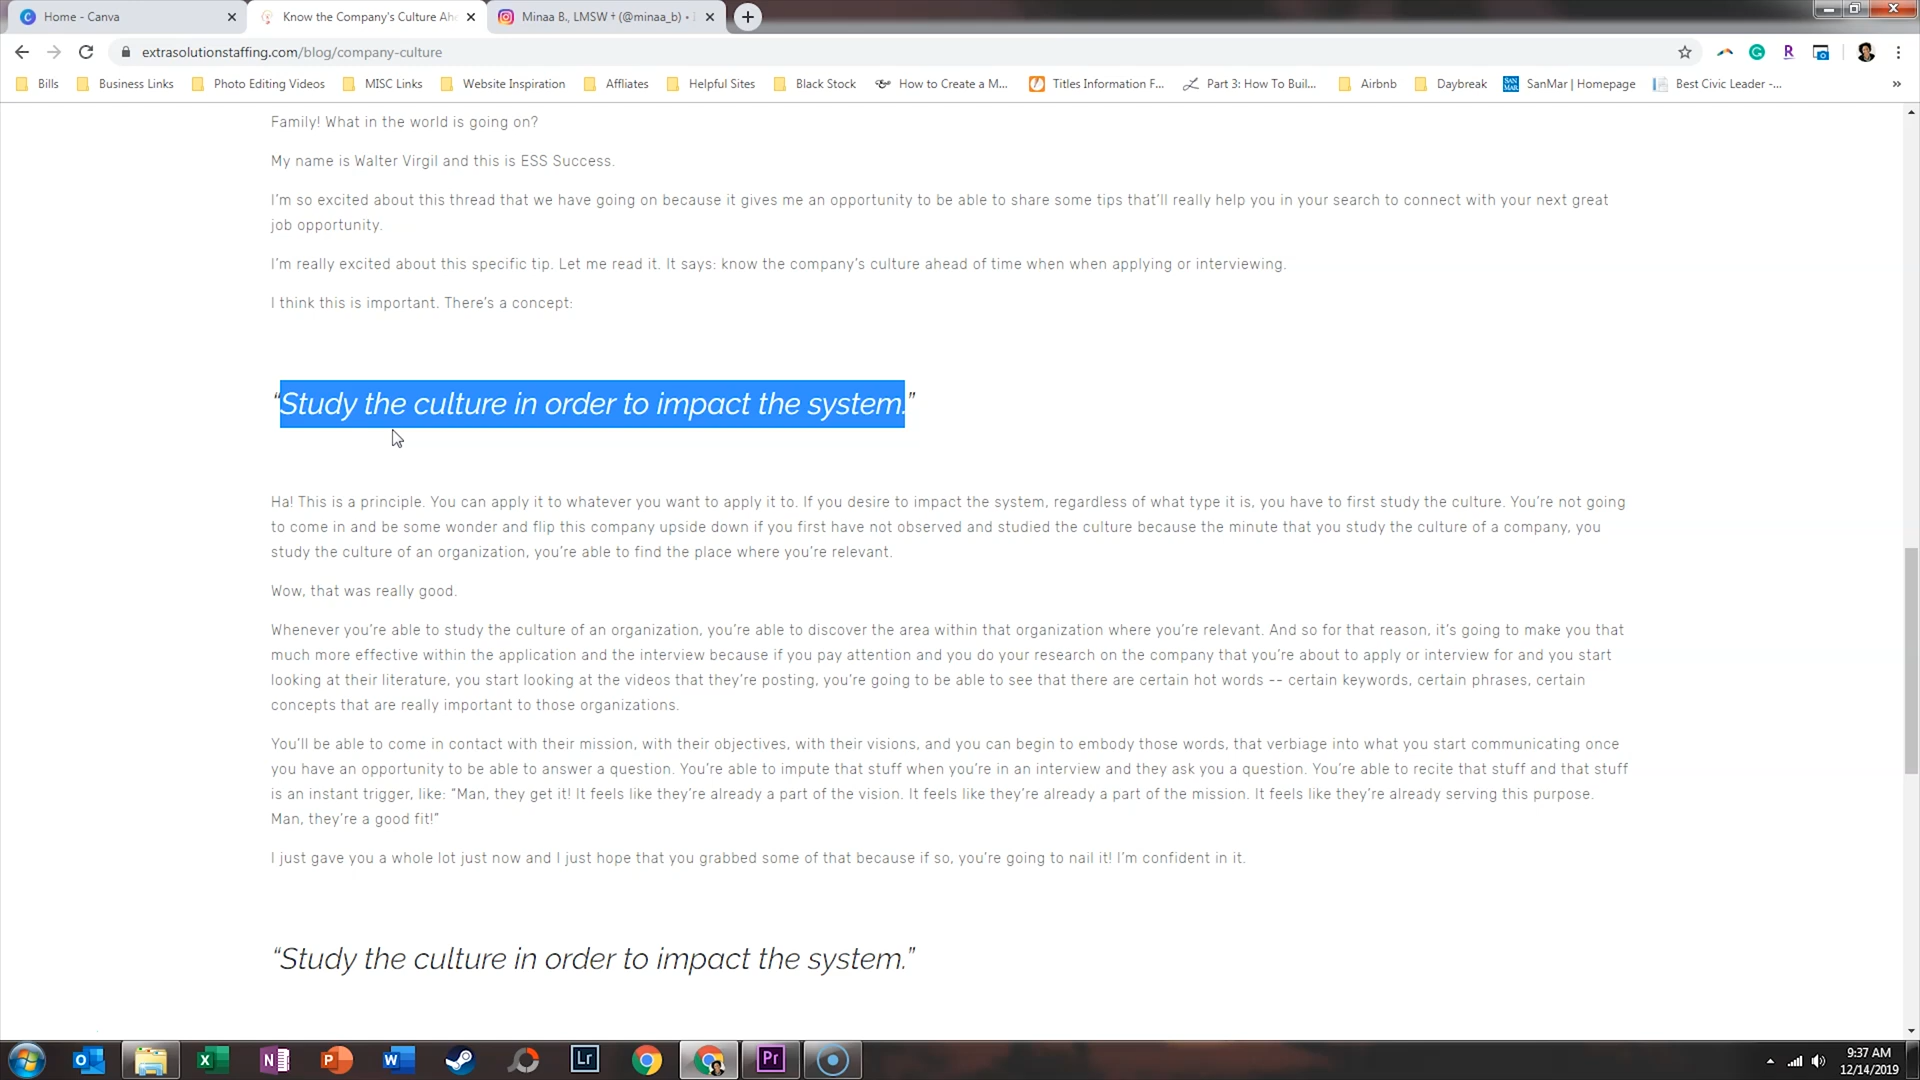 Home - Canva
Know the Company's Culture Ahe
Minaa B., LMSW † (@minaa_b) •
extrasolutionstaffing.com/blog/company-culture
Bills
Business Links
Photo Editing Videos
MISC Links
Website Inspiration
Affliates
Helpful Sites
Black Stock
How to Create a M...
Titles Information F...
Part 3: How To Buil...
Airbnb
Daybreak
SanMar | Homepage
Best Civic Leader -...
Family! What in the world is going on?
My name is Walter Virgil and this is ESS Success.
I'm so excited about this thread that we have going on because it gives me an opportunity to be able to share some tips that'll really help you in your search to connect with your next great
job opportunity.
I'm really excited about this specific tip. Let me read it. It says: know the company's culture ahead of time when when applying or interviewing.
I think this is important. There's a concept:
“Study the culture in order to impact the system.”
Ha! This is a principle. You can apply it to whatever you want to apply it to. If you desire to impact the system, regardless of what type it is, you have to first study the culture. You're not going
to come in and be some wonder and flip this company upside down if you first have not observed and studied the culture because the minute that you study the culture of a company, you
study the culture of an organization, you're able to find the place where you're relevant.
Wow, that was really good.
Whenever you're able to study the culture of an organization, you're able to discover the area within that organization where you're relevant. And so for that reason, it's going to make you that
much more effective within the application and the interview because if you pay attention and you do your research on the company that you're about to apply or interview for and you start
looking at their literature, you start looking at the videos that they're posting, you're going to be able to see that there are certain hot words -- certain keywords, certain phrases, certain
concepts that are really important to those organizations.
You'll be able to come in contact with their mission, with their objectives, with their visions, and you can begin to embody those words, that verbiage into what you start communicating once
you have an opportunity to be able to answer a question. You're able to impute that stuff when you're in an interview and they ask you a question. You're able to recite that stuff and that stuff
is an instant trigger, like: “Man, they get it! It feels like they're already a part of the vision. It feels like they're already a part of the mission. It feels like they're already serving this purpose.
Man, they're a good fit!”
I just gave you a whole lot just now and I just hope that you grabbed some of that because if so, you're going to nail it! I'm confident in it.
“Study the culture in order to impact the system.”
Lr
Pr
9:37 AM
12/14/2019